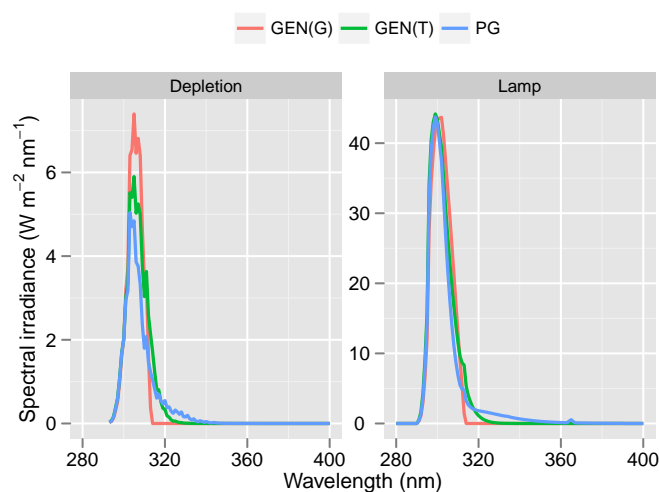 GEN(G) GEN(T) PG
Depletion Lamp
Spectral irradiance (W m⁻² nm⁻¹)
6
4
2
0
40
30
20
10
0
280 320 360 400 280 320 360 400
Wavelength (nm)